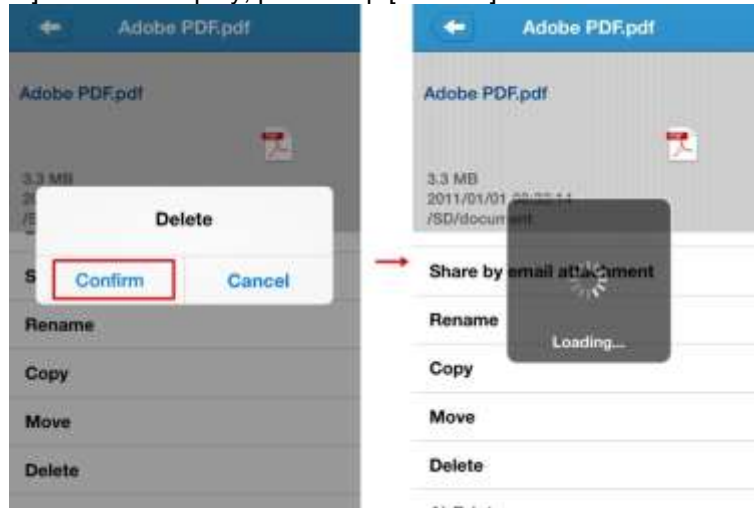 Adobe PDF.pdf
Adobe PDF.pdf
3.3 MB
Delete
Confirm Cancel
Rename
Copy
Move
Delete
Adobe PDF.pdf
Adobe PDF.pdf
3.3 MB
2011/01/01
/SD/document
Share by email attachment
Rename
Loading...
Copy
Move
Delete